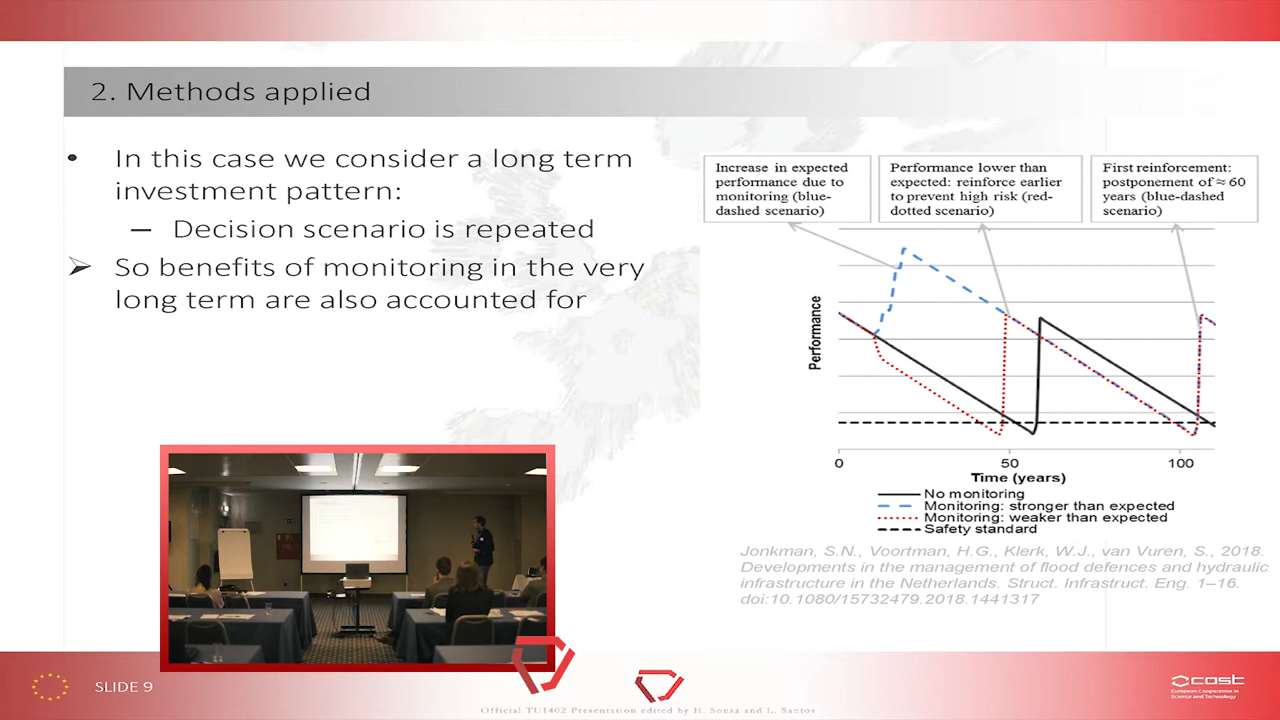 2. Methods applied
• In this case we consider a long term
investment pattern:
– Decision scenario is repeated
➢ So benefits of monitoring in the very
long term are also accounted for
Increase in expected
performance due to
monitoring (blue-
dashed scenario)
Performance lower than
expected: reinforce earlier
to prevent high risk (red-
dotted scenario)
First reinforcement:
postponement of ≈ 60
years (blue-dashed
scenario)
Performance
0 50 100
Time (years)
No monitoring
Monitoring: stronger than expected
Monitoring: weaker than expected
Safety standard
Jonkman, S.N., Voortman, H.G., Klerk, W.J., van Vuren, S., 2018.
Developments in the management of flood defences and hydraulic
infrastructure in the Netherlands. Struct. Infrastruct. Eng. 1–16.
doi:10.1080/15732479.2018.1441317
SLIDE 9
cost
European Cooperation in
Science and Technology
Official TU1402 Presentation edited by H. Sousa and L. Santos